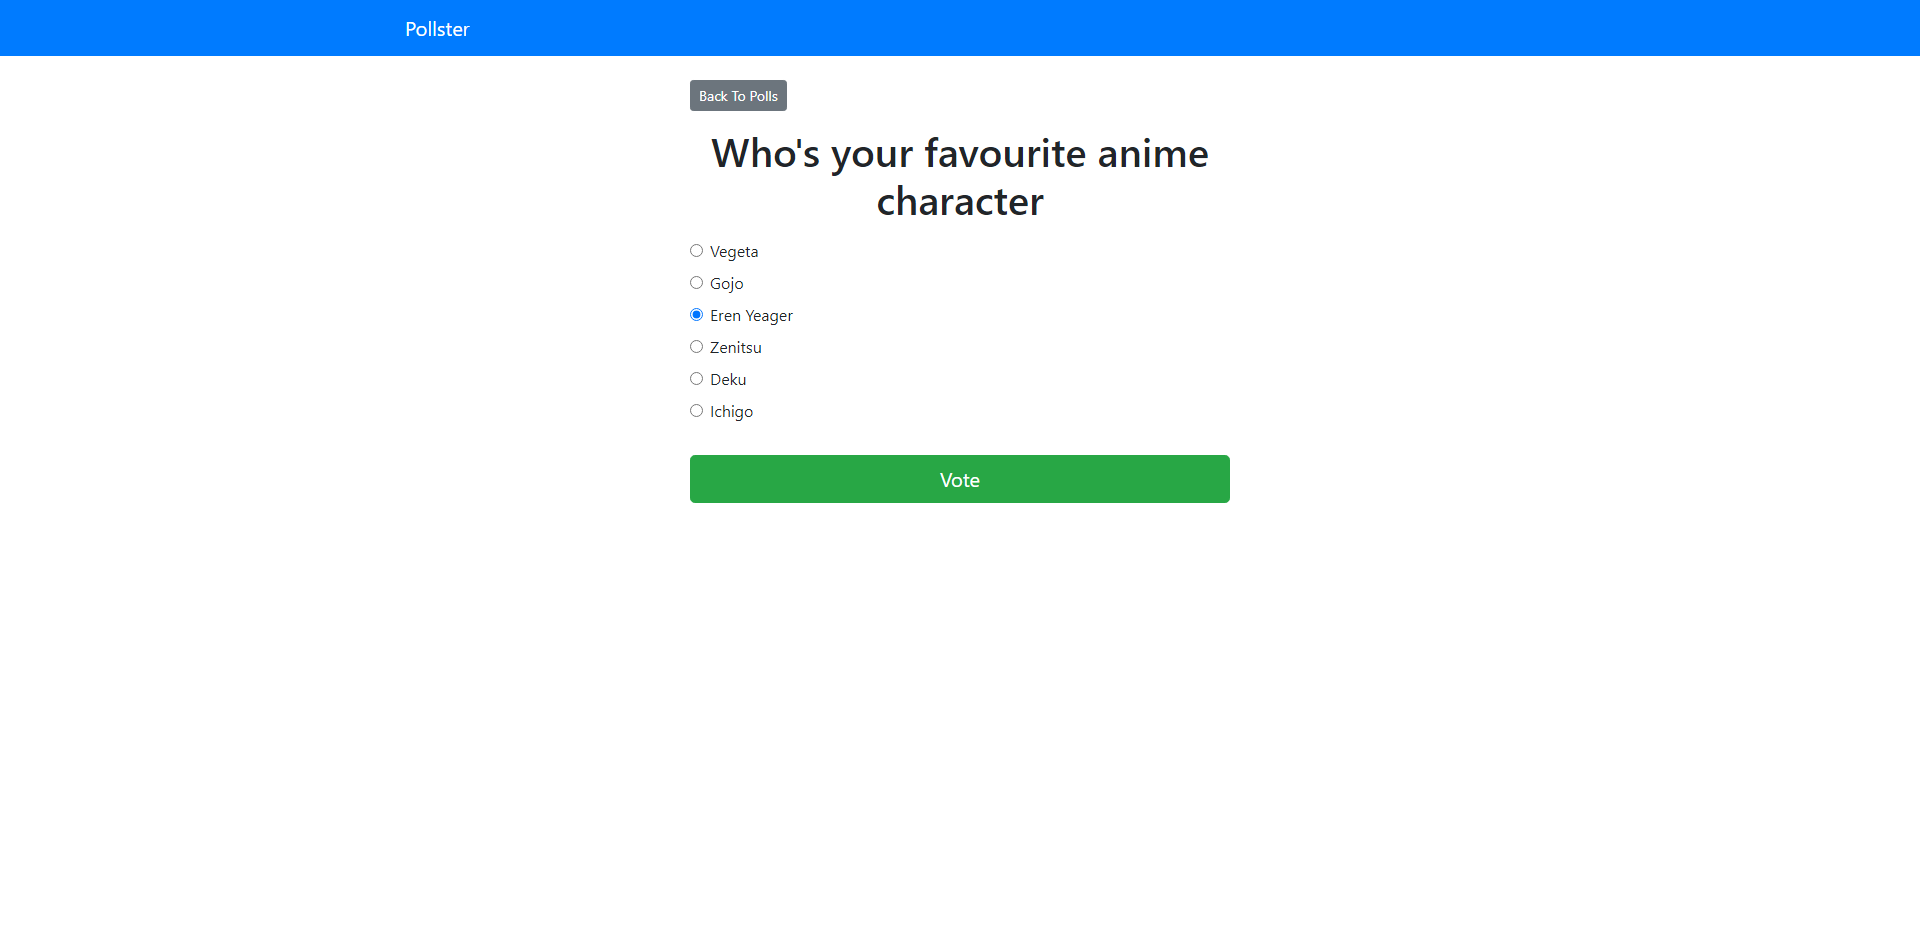 Pollster
Back To Polls
Who's your favourite anime
character
Vegeta
Gojo
Eren Yeager
Zenitsu
Deku
Ichigo
Vote